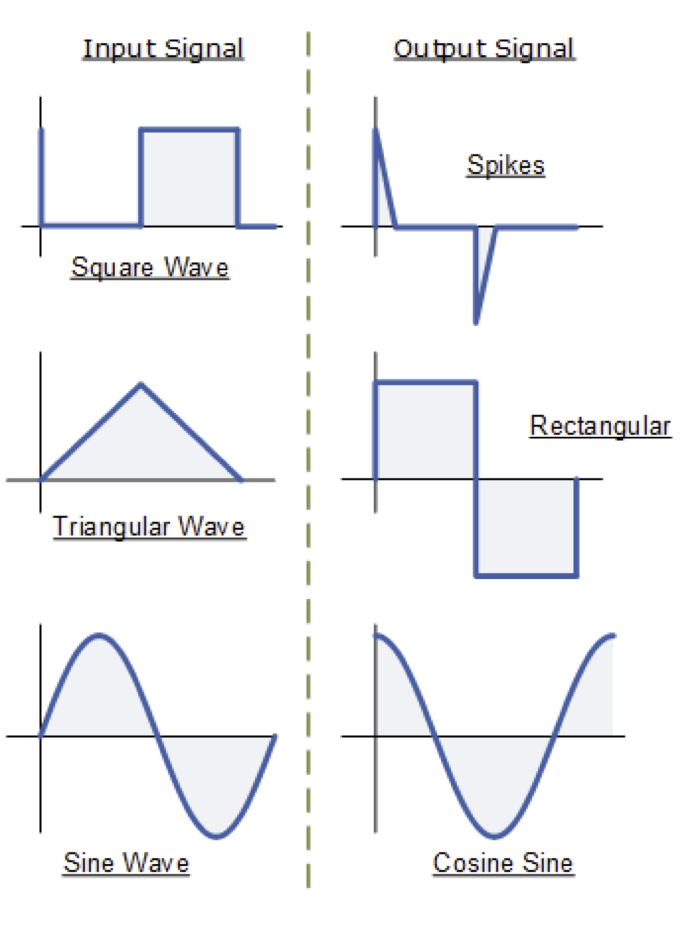 Input Signal
Output Signal
Spikes
Square Wave
Rectangular
Triangular Wave
Sine Wave
Cosine Sine